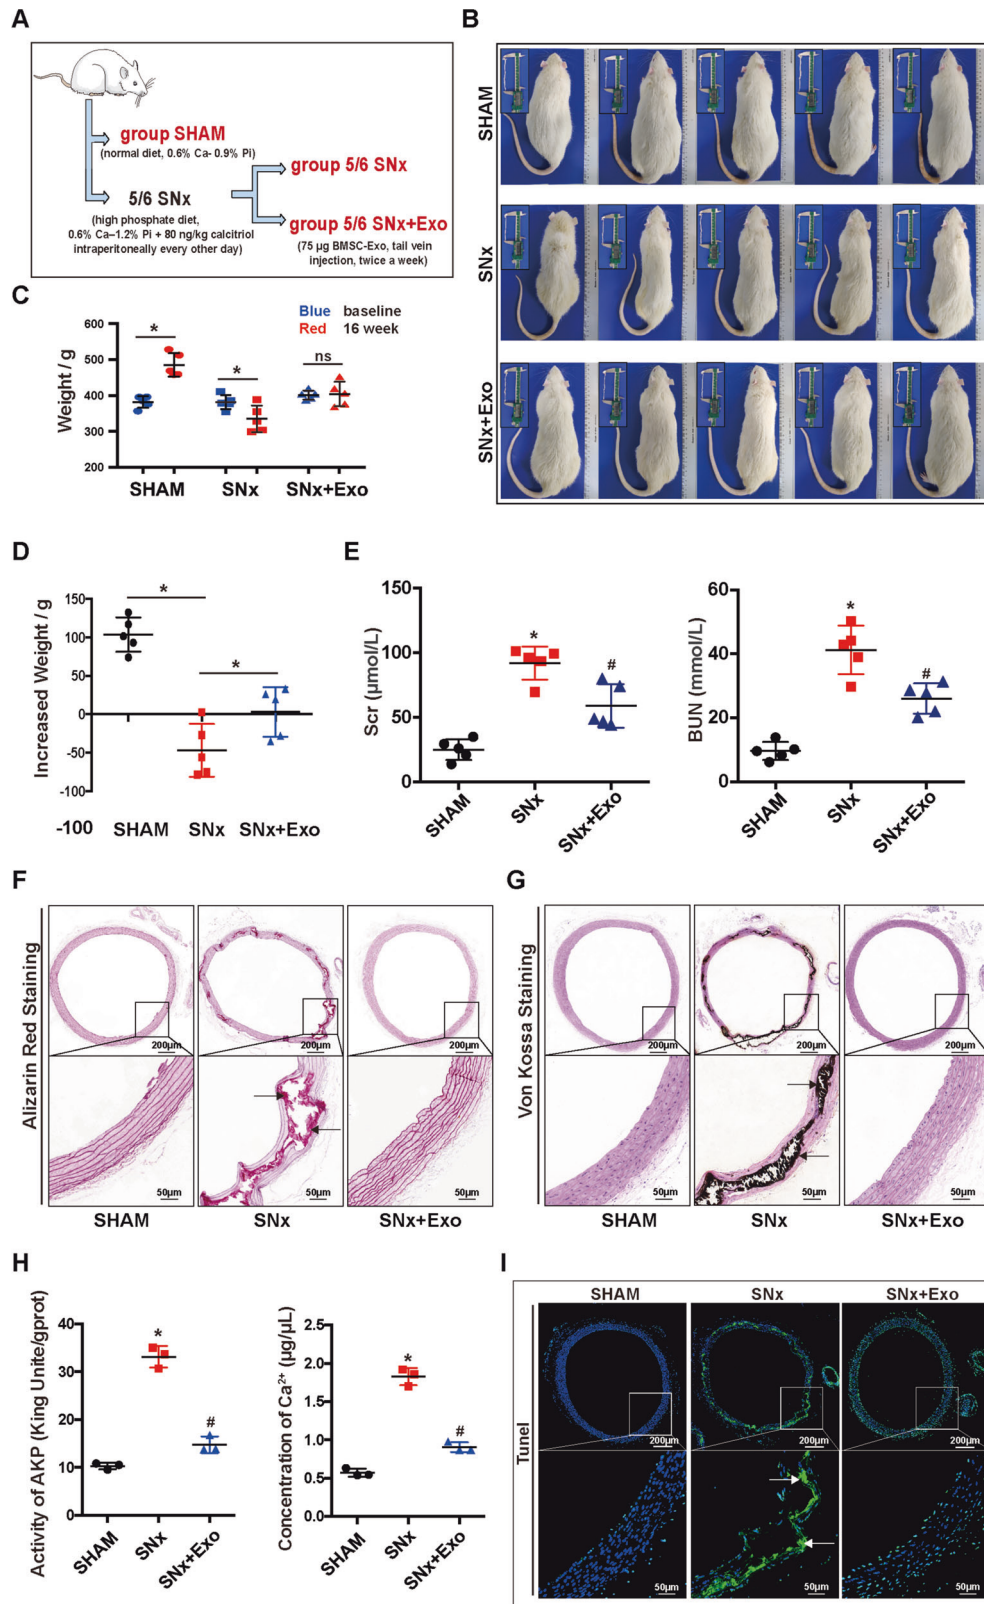 A
group SHAM
(normal diet, 0.6% Ca- 0.9% Pi)
5/6 SNx
(high phosphate diet,
0.6% Ca–1.2% Pi + 80 ng/kg calcitriol
intraperitoneally every other day)
group 5/6 SNx
group 5/6 SNx+Exo
(75 µg BMSC-Exo, tail vein
injection, twice a week)
B
SHAM
SNx
SNx+Exo
C
Blue baseline
Red 16 week
Weight / g
600
500
400
300
200
*
*
ns
SHAM
SNx
SNx+Exo
D
Increased Weight / g
150
100
50
0
-50
-100
*
*
-100
SHAM
SNx
SNx+Exo
E
Scr (µmol/L)
150
100
50
0
*
#
SHAM
SNx
SNx+Exo
BUN (mmol/L)
60
40
20
0
*
#
SHAM
SNx
SNx+Exo
F
Alizarin Red Staining
200µm
200µm
200µm
50µm
50µm
50µm
SHAM
SNx
SNx+Exo
G
Von Kossa Staining
200µm
200µm
200µm
50µm
50µm
50µm
SHAM
SNx
SNx+Exo
H
Activity of AKP (King Unite/gprot)
40
30
20
10
0
*
#
SHAM
SNx
SNx+Exo
Concentration of Ca²⁺ (µg/µL)
2.5
2.0
1.5
1.0
0.5
0.0
*
#
SHAM
SNx
SNx+Exo
I
SHAM
SNx
SNx+Exo
Tunel
200µm
200µm
200µm
50µm
50µm
50µm